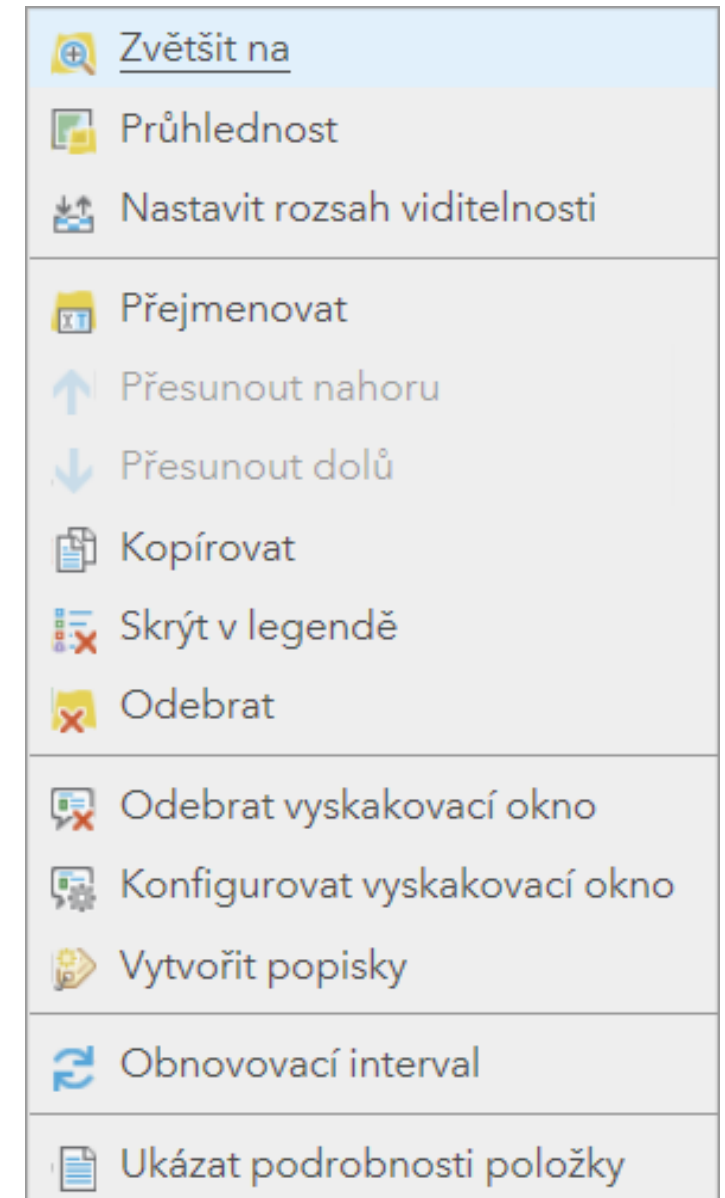 Zvětšit na
Průhlednost
Nastavit rozsah viditelnosti
Přejmenovat
Přesunout nahoru
Přesunout dolů
Kopírovat
Skrýt v legendě
Odebrat
Odebrat vyskakovací okno
Konfigurovat vyskakovací okno
Vytvořit popisky
Obnovovací interval
Ukázat podrobnosti položky